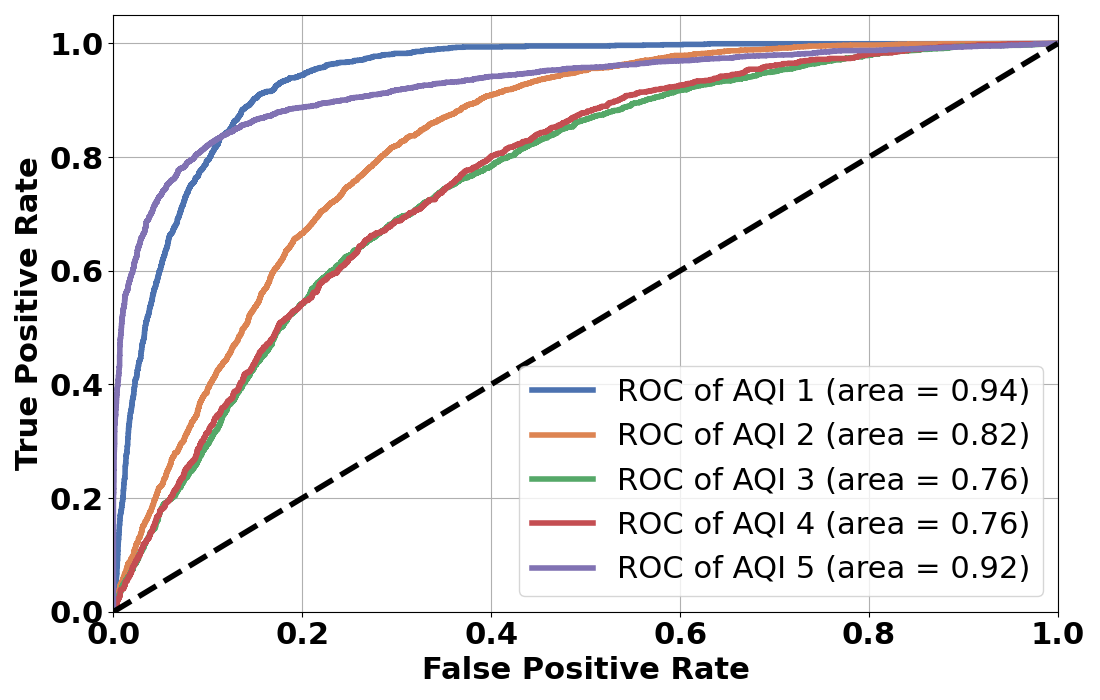 True Positive Rate
1.0
0.8
0.6
0.4
0.2
0.0
ROC of AQI 1 (area = 0.94)
ROC of AQI 2 (area = 0.82)
ROC of AQI 3 (area = 0.76)
ROC of AQI 4 (area = 0.76)
ROC of AQI 5 (area = 0.92)
0.0 0.2 0.4 0.6 0.8 1.0
False Positive Rate